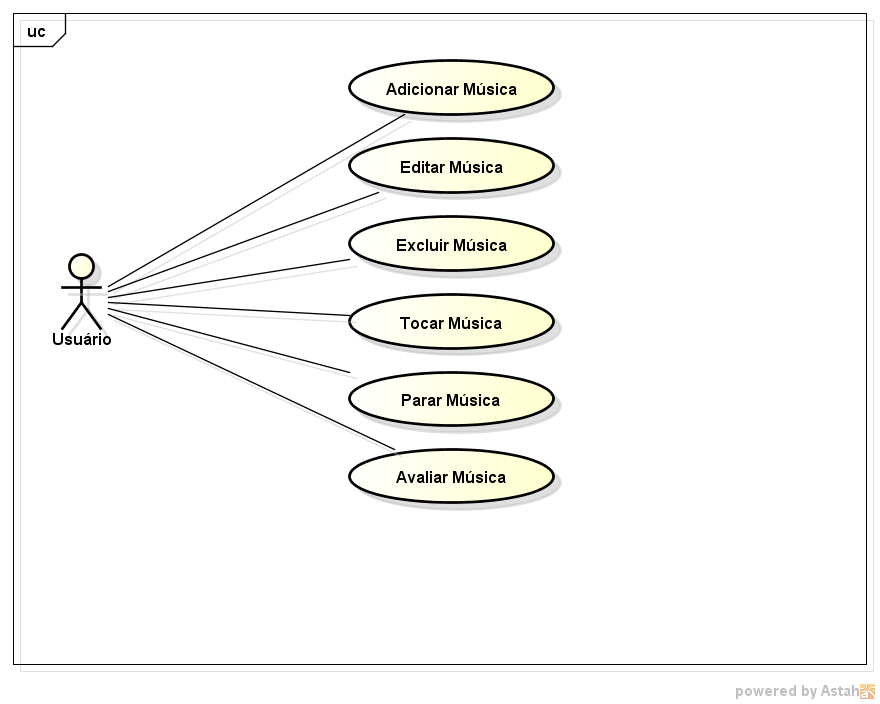 uc
Adicionar Música
Editar Música
Excluir Música
Tocar Música
Usuário
Parar Música
Avaliar Música
powered by Astah